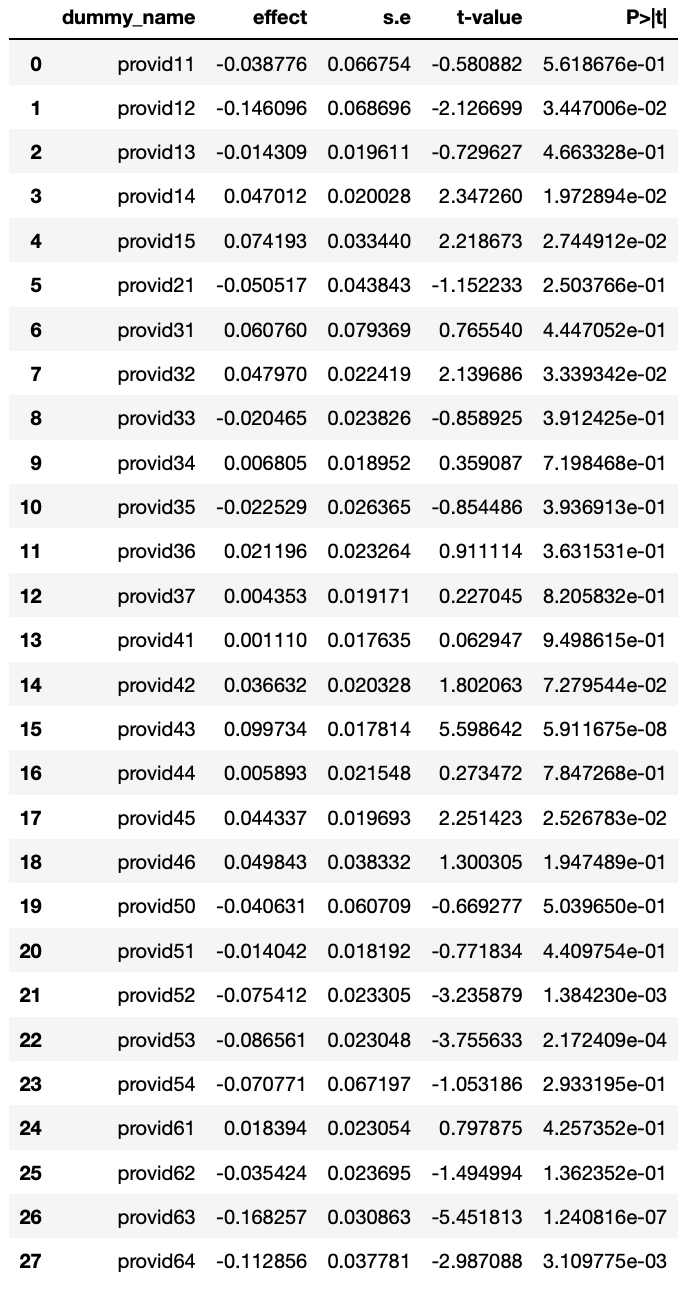 dummy_name effect s.e t-value P>|t|
0 provid11 -0.038776 0.066754 -0.580882 5.618676e-01
1 provid12 -0.146096 0.068696 -2.126699 3.447006e-02
2 provid13 -0.014309 0.019611 -0.729627 4.663328e-01
3 provid14 0.047012 0.020028 2.347260 1.972894e-02
4 provid15 0.074193 0.033440 2.218673 2.744912e-02
5 provid21 -0.050517 0.043843 -1.152233 2.503766e-01
6 provid31 0.060760 0.079369 0.765540 4.447052e-01
7 provid32 0.047970 0.022419 2.139686 3.339342e-02
8 provid33 -0.020465 0.023826 -0.858925 3.912425e-01
9 provid34 0.006805 0.018952 0.359087 7.198468e-01
10 provid35 -0.022529 0.026365 -0.854486 3.936913e-01
11 provid36 0.021196 0.023264 0.911114 3.631531e-01
12 provid37 0.004353 0.019171 0.227045 8.205832e-01
13 provid41 0.001110 0.017635 0.062947 9.498615e-01
14 provid42 0.036632 0.020328 1.802063 7.279544e-02
15 provid43 0.099734 0.017814 5.598642 5.911675e-08
16 provid44 0.005893 0.021548 0.273472 7.847268e-01
17 provid45 0.044337 0.019693 2.251423 2.526783e-02
18 provid46 0.049843 0.038332 1.300305 1.947489e-01
19 provid50 -0.040631 0.060709 -0.669277 5.039650e-01
20 provid51 -0.014042 0.018192 -0.771834 4.409754e-01
21 provid52 -0.075412 0.023305 -3.235879 1.384230e-03
22 provid53 -0.086561 0.023048 -3.755633 2.172409e-04
23 provid54 -0.070771 0.067197 -1.053186 2.933195e-01
24 provid61 0.018394 0.023054 0.797875 4.257352e-01
25 provid62 -0.035424 0.023695 -1.494994 1.362352e-01
26 provid63 -0.168257 0.030863 -5.451813 1.240816e-07
27 provid64 -0.112856 0.037781 -2.987088 3.109775e-03